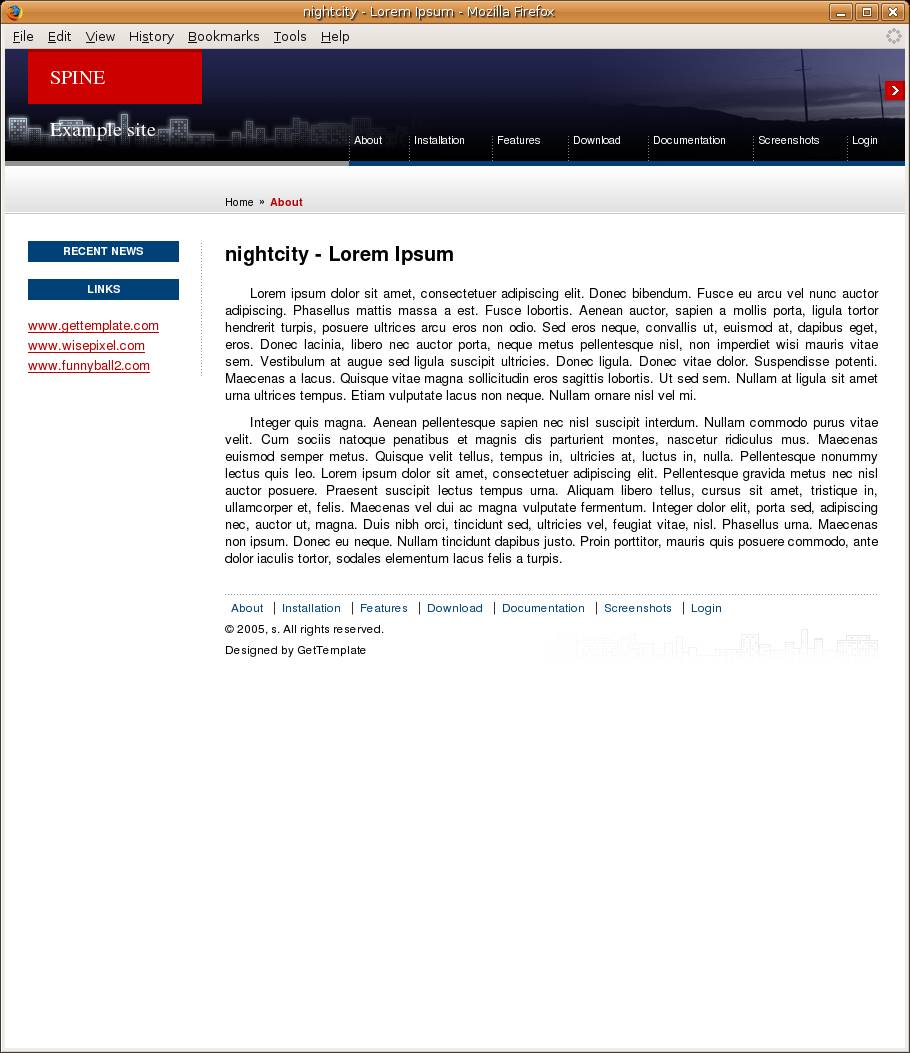 nightcity - Lorem Ipsum - Mozilla Firefox
File Edit View History Bookmarks Tools Help
SPINE
Example site
About Installation Features Download Documentation Screenshots Login
Home » About
RECENT NEWS
LINKS
www.gettemplate.com
www.wisepixel.com
www.funnyball2.com
nightcity - Lorem Ipsum
Lorem ipsum dolor sit amet, consectetuer adipiscing elit. Donec bibendum. Fusce eu arcu vel nunc auctor
adipiscing. Phasellus mattis massa a est. Fusce lobortis. Aenean auctor, sapien a mollis porta, ligula tortor
hendrerit turpis, posuere ultrices arcu eros non odio. Sed eros neque, convallis ut, euismod at, dapibus eget,
eros. Donec lacinia, libero nec auctor porta, neque metus pellentesque nisl, non imperdiet wisi mauris vitae
sem. Vestibulum at augue sed ligula suscipit ultricies. Donec ligula. Donec vitae dolor. Suspendisse potenti.
Maecenas a lacus. Quisque vitae magna sollicitudin eros sagittis lobortis. Ut sed sem. Nullam at ligula sit amet
urna ultrices tempus. Etiam vulputate lacus non neque. Nullam ornare nisl vel mi.
Integer quis magna. Aenean pellentesque sapien nec nisl suscipit interdum. Nullam commodo purus vitae
velit. Cum sociis natoque penatibus et magnis dis parturient montes, nascetur ridiculus mus. Maecenas
euismod semper metus. Quisque velit tellus, tempus in, ultricies at, luctus in, nulla. Pellentesque nonummy
lectus quis leo. Lorem ipsum dolor sit amet, consectetuer adipiscing elit. Pellentesque gravida metus nec nisl
auctor posuere. Praesent suscipit lectus tempus urna. Aliquam libero tellus, cursus sit amet, tristique in,
ullamcorper et, felis. Maecenas vel dui ac magna vulputate fermentum. Integer dolor elit, porta sed, adipiscing
nec, auctor ut, magna. Duis nibh orci, tincidunt sed, ultricies vel, feugiat vitae, nisl. Phasellus urna. Maecenas
non ipsum. Donec eu neque. Nullam tincidunt dapibus justo. Proin porttitor, mauris quis posuere commodo, ante
dolor iaculis tortor, sodales elementum lacus felis a turpis.
About | Installation | Features | Download | Documentation | Screenshots | Login
© 2005, s. All rights reserved.
Designed by GetTemplate